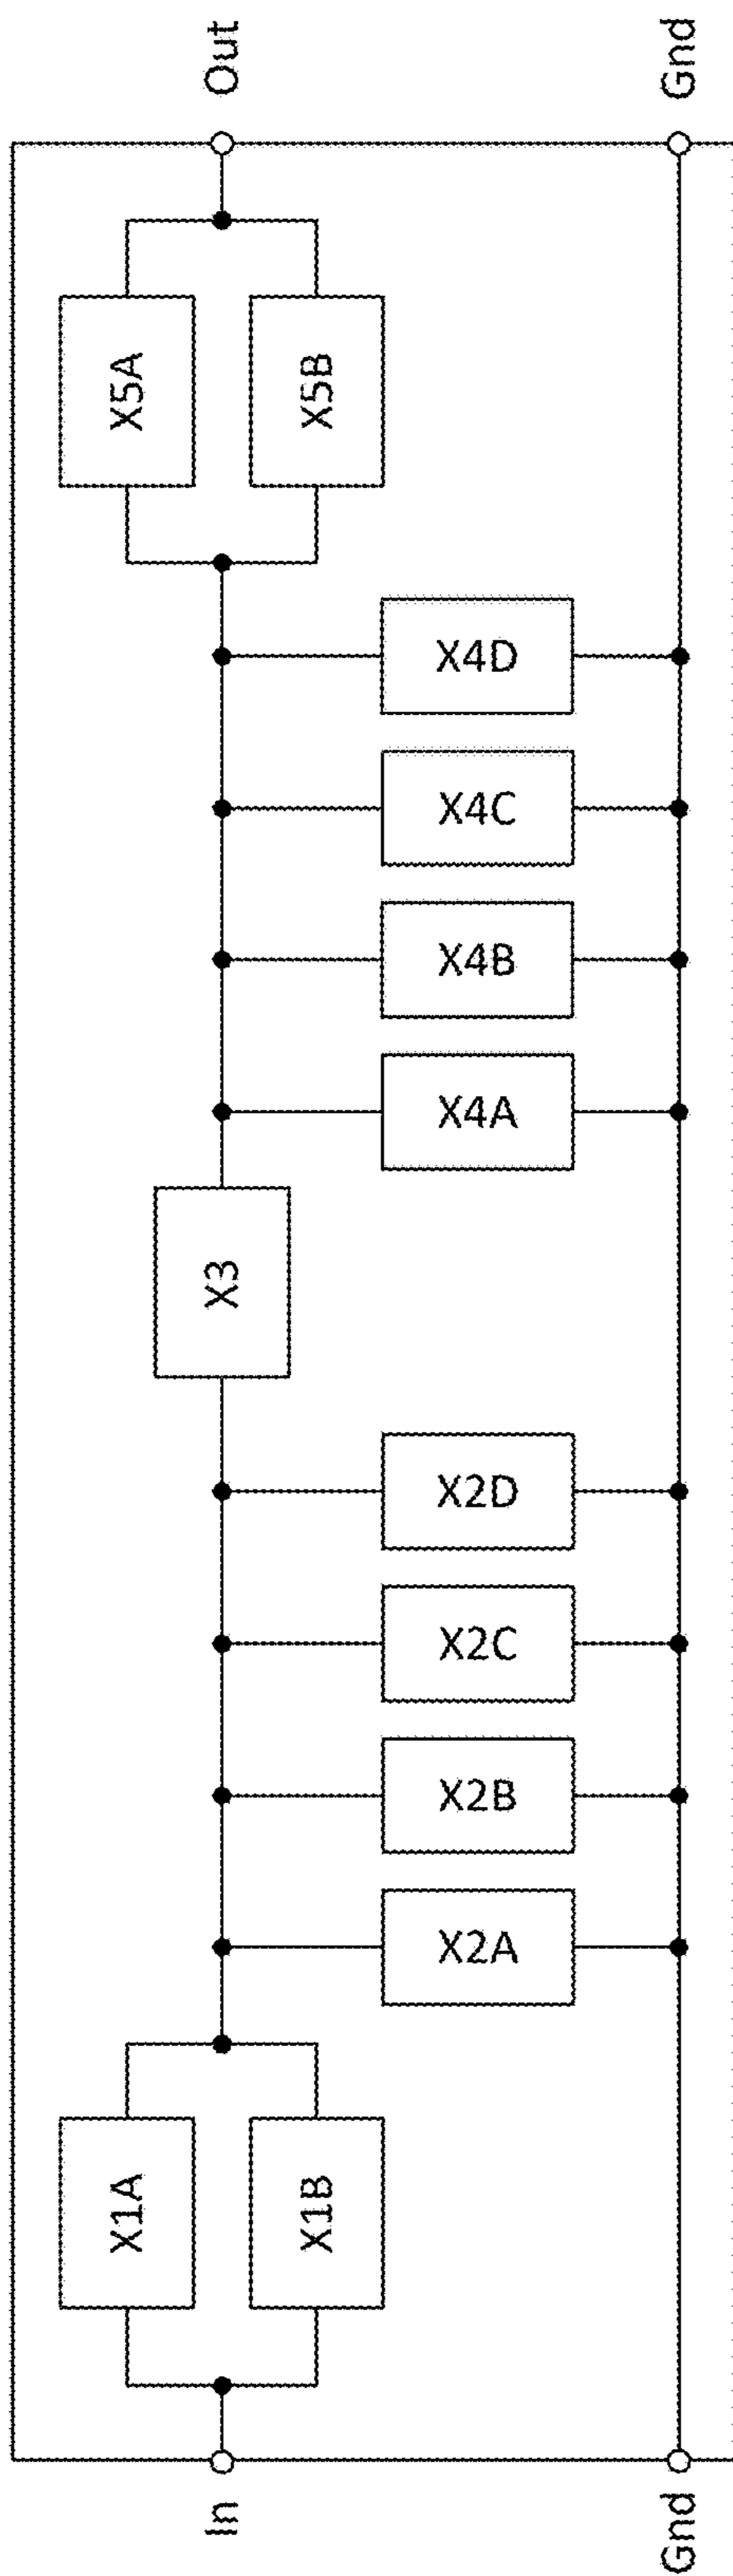 In
Gnd
X1A
X1B
X2A
X2B
X2C
X2D
X3
X4A
X4B
X4C
X4D
X5A
X5B
Out
Gnd